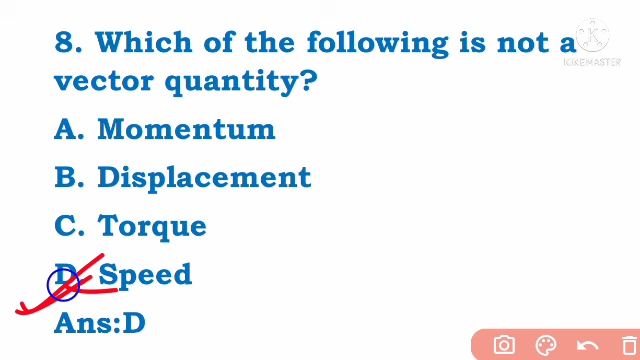 8. Which of the following is not a
KINEMASTER
vector quantity?
A. Momentum
B. Displacement
C. Torque
D. Speed
Ans:D